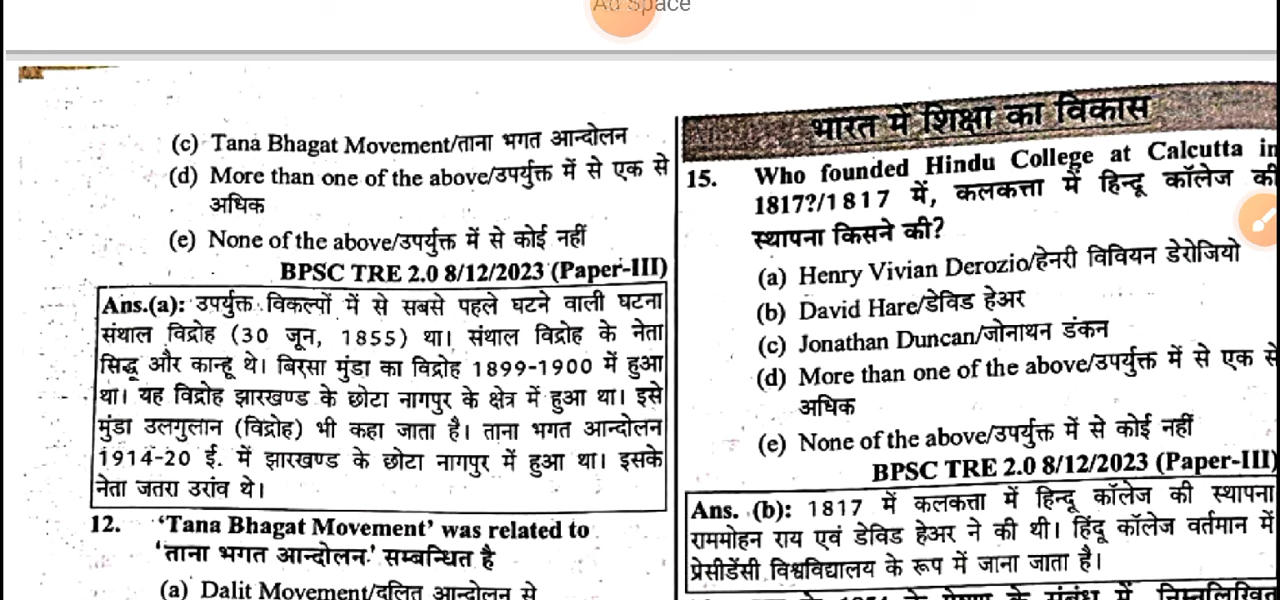 Ad Space
(c) Tana Bhagat Movement/ताना भगत आन्दोलन
(d) More than one of the above/उपर्युक्त में से एक से
अधिक
(e) None of the above/उपर्युक्त में से कोई नहीं
BPSC TRE 2.0 8/12/2023 (Paper-III)
Ans.(a): उपर्युक्त विकल्पों में से सबसे पहले घटने वाली घटना
संथाल विद्रोह (30 जून, 1855) था। संथाल विद्रोह के नेता
सिद्धू और कान्हू थे। बिरसा मुंडा का विद्रोह 1899-1900 में हुआ
था। यह विद्रोह झारखण्ड के छोटा नागपुर के क्षेत्र में हुआ था। इसे
मुंडा उलगुलान (विद्रोह) भी कहा जाता है। ताना भगत आन्दोलन
1914-20 ई. में झारखण्ड के छोटा नागपुर में हुआ था। इसके
नेता जतरा उरांव थे।
12. 'Tana Bhagat Movement' was related to
'ताना भगत आन्दोलन' सम्बन्धित है
(a) Dalit Movement/दलित आन्दोलन से
भारत में शिक्षा का विकास
15. Who founded Hindu College at Calcutta in
1817?/1817 में, कलकत्ता में हिन्दू कॉलेज की
स्थापना किसने की?
(a) Henry Vivian Derozio/हेनरी विवियन डेरोजियो
(b) David Hare/डेविड हेअर
(c) Jonathan Duncan/जोनाथन डंकन
(d) More than one of the above/उपर्युक्त में से एक से
अधिक
(e) None of the above/उपर्युक्त में से कोई नहीं
BPSC TRE 2.0 8/12/2023 (Paper-III)
Ans. (b): 1817 में कलकत्ता में हिन्दू कॉलेज की स्थापना
राममोहन राय एवं डेविड हेअर ने की थी। हिंदू कॉलेज वर्तमान में
प्रेसीडेंसी विश्वविद्यालय के रूप में जाना जाता है।
के संबंध में निम्नलिखित